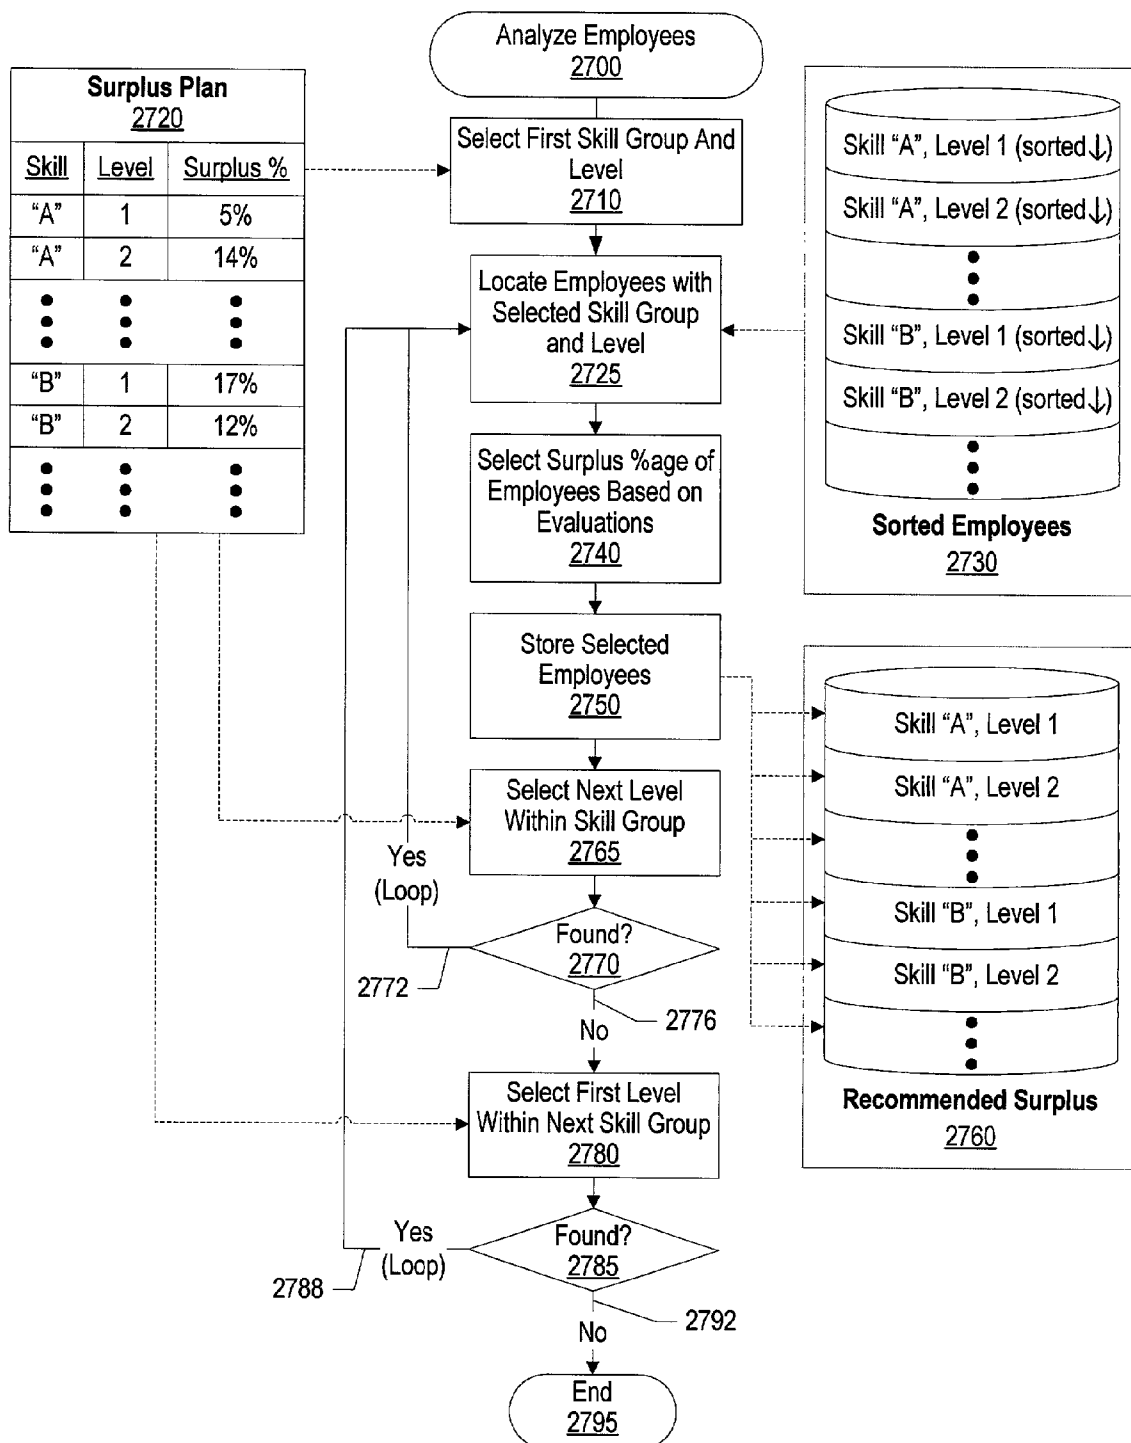 Analyze Employees
2700
Surplus Plan
2720
Skill Level Surplus %
“A” 1 5%
“A” 2 14%
“B” 1 17%
“B” 2 12%
Select First Skill Group And
Level
2710
Skill “A”, Level 1 (sorted↓)
Skill “A”, Level 2 (sorted↓)
Skill “B”, Level 1 (sorted↓)
Skill “B”, Level 2 (sorted↓)
Sorted Employees
2730
Locate Employees with
Selected Skill Group
and Level
2725
Select Surplus %age of
Employees Based on
Evaluations
2740
Store Selected
Employees
2750
Skill “A”, Level 1
Skill “A”, Level 2
Skill “B”, Level 1
Skill “B”, Level 2
Recommended Surplus
2760
Select Next Level
Within Skill Group
2765
Yes
(Loop)
Found?
2770
2772
2776
No
Select First Level
Within Next Skill Group
2780
Yes
(Loop)
Found?
2785
2788
2792
No
End
2795